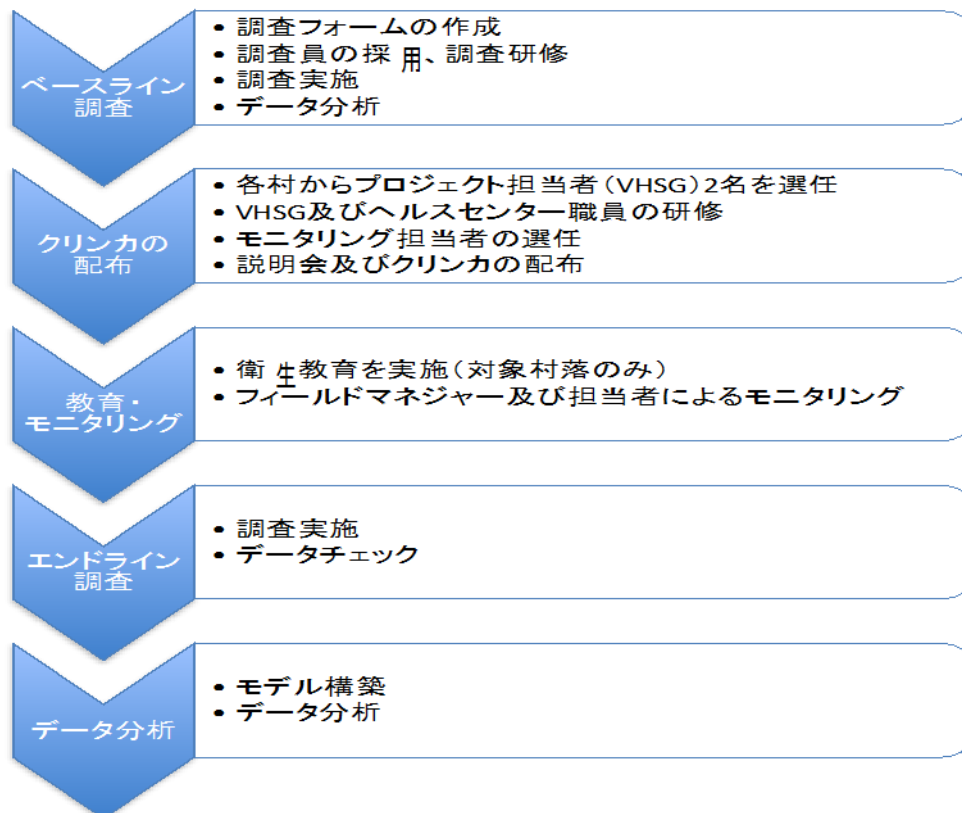 ベースライン
調査
• 調査フォームの作成
• 調査員の採用、調査研修
• 調査実施
• データ分析
クリンカの
配布
• 各村からプロジェクト担当者(VHSG)2名を選任
• VHSG及びヘルスセンター職員の研修
• モニタリング担当者の選任
• 説明会及びクリンカの配布
教育・
モニタリング
• 衛生教育を実施(対象村落のみ)
• フィールドマネジャー及び担当者によるモニタリング
エンドライン
調査
• 調査実施
• データチェック
データ分析
• モデル構築
• データ分析